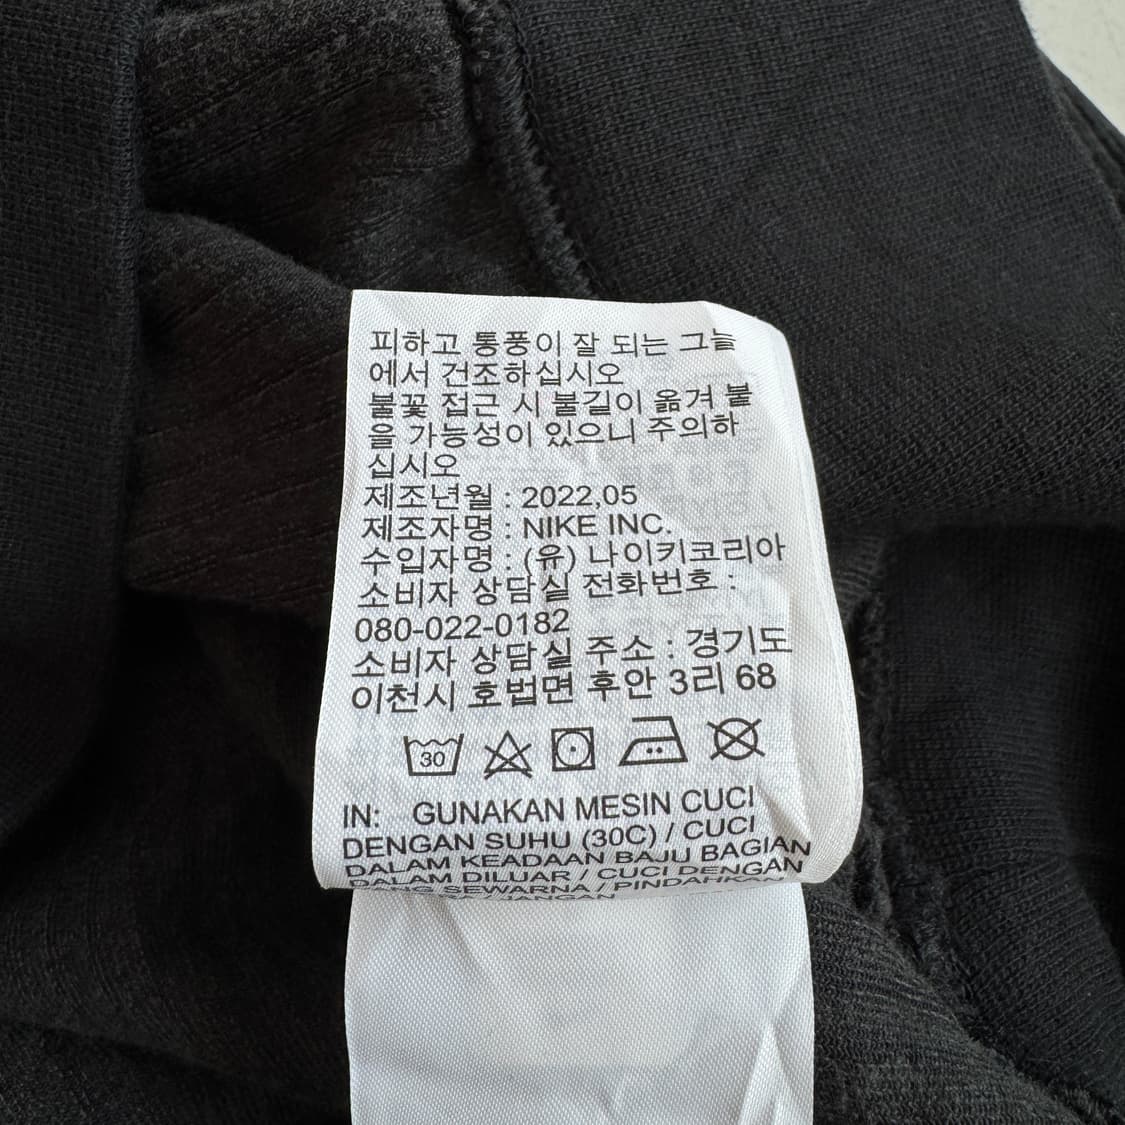 피하고 통풍이 잘 되는 그늘
에서 건조하십시오
불꽃 접근 시 불길이 옮겨 붙
을 가능성이 있으니 주의하
십시오
제조년월 : 2022,05
제조자명 : NIKE INC.
수입자명 : (유) 나이키코리아
소비자 상담실 전화번호 :
080-022-0182
소비자 상담실 주소 : 경기도
이천시 호법면 후안 3리 68
30
IN: GUNAKAN MESIN CUCI
DENGAN SUHU (30C) / CUCI
DALAM KEADAAN BAJU BAGIAN
DALAM DILUAR / CUCI DENGAN
SEWARNA / PINDAHKAN
/ JANGAN